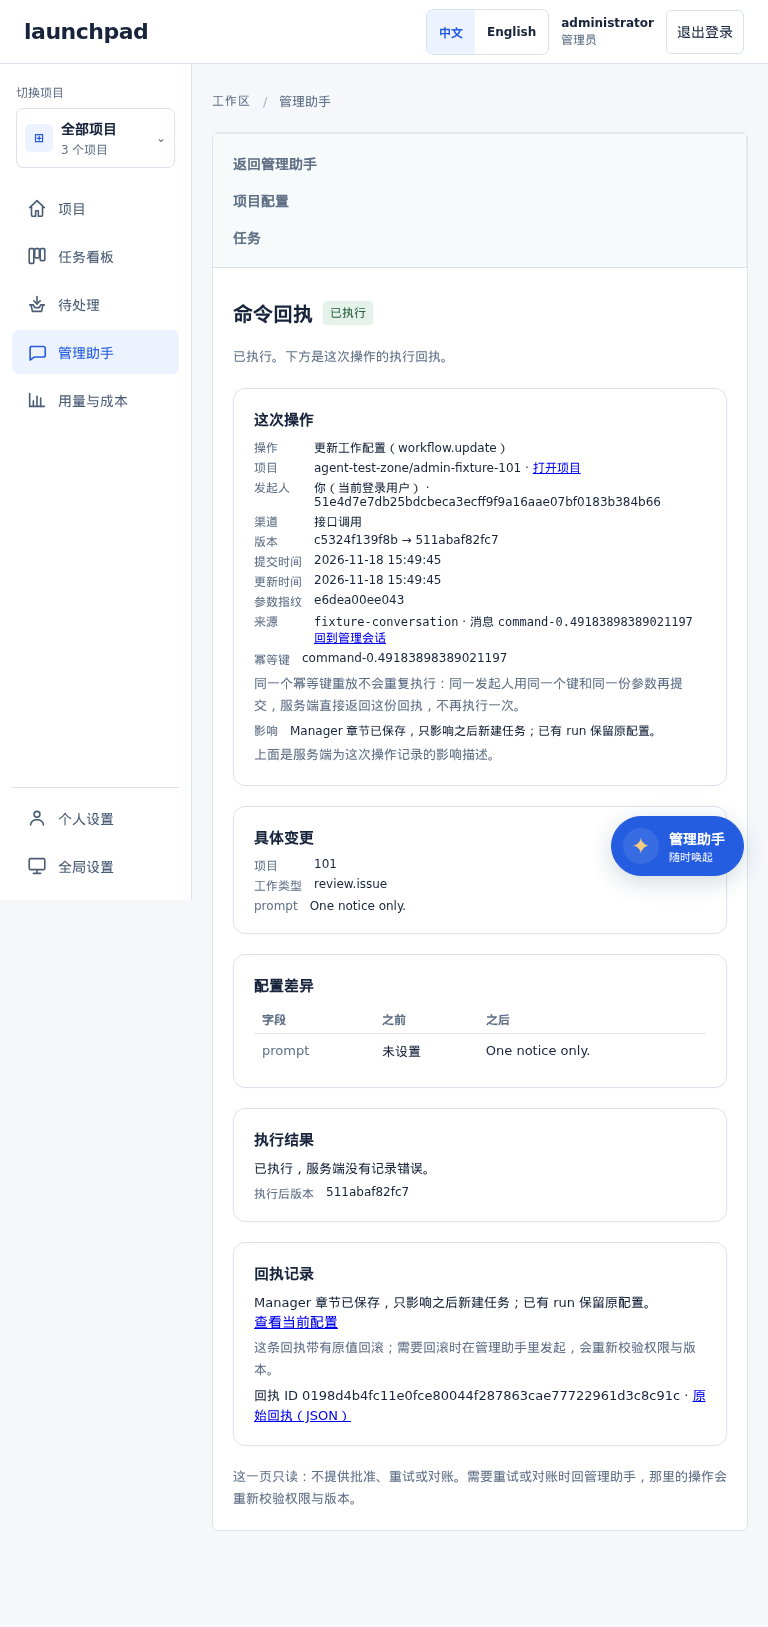 launchpad
中文 English
administrator
管理员
退出登录
切换项目
全部项目
3 个项目
项目
任务看板
待处理
管理助手
用量与成本
个人设置
全局设置
工作区 / 管理助手
返回管理助手
项目配置
任务
命令回执 已执行
已执行。下方是这次操作的执行回执。
这次操作
操作 更新工作配置（workflow.update）
项目 agent-test-zone/admin-fixture-101 · 打开项目
发起人 你（当前登录用户） ·
51e4d7e7db25bdcbeca3ecff9f9a16aae07bf0183b384b66
渠道 接口调用
版本 c5324f139f8b → 511abaf82fc7
提交时间 2026-11-18 15:49:45
更新时间 2026-11-18 15:49:45
参数指纹 e6dea00ee043
来源 fixture-conversation · 消息 command-0.49183898389021197
回到管理会话
幂等键 command-0.49183898389021197
同一个幂等键重放不会重复执行：同一发起人用同一个键和同一份参数再提
交，服务端直接返回这份回执，不再执行一次。
影响 Manager 章节已保存，只影响之后新建任务；已有 run 保留原配置。
上面是服务端为这次操作记录的影响描述。
具体变更
项目 101
工作类型 review.issue
prompt One notice only.
管理助手
随时唤起
配置差异
字段 之前 之后
prompt 未设置 One notice only.
执行结果
已执行，服务端没有记录错误。
执行后版本 511abaf82fc7
回执记录
Manager 章节已保存，只影响之后新建任务；已有 run 保留原配置。
查看当前配置
这条回执带有原值回滚；需要回滚时在管理助手里发起，会重新校验权限与版
本。
回执 ID 0198d4b4fc11e0fce80044f287863cae77722961d3c8c91c · 原
始回执（JSON）
这一页只读：不提供批准、重试或对账。需要重试或对账时回管理助手，那里的操作会
重新校验权限与版本。